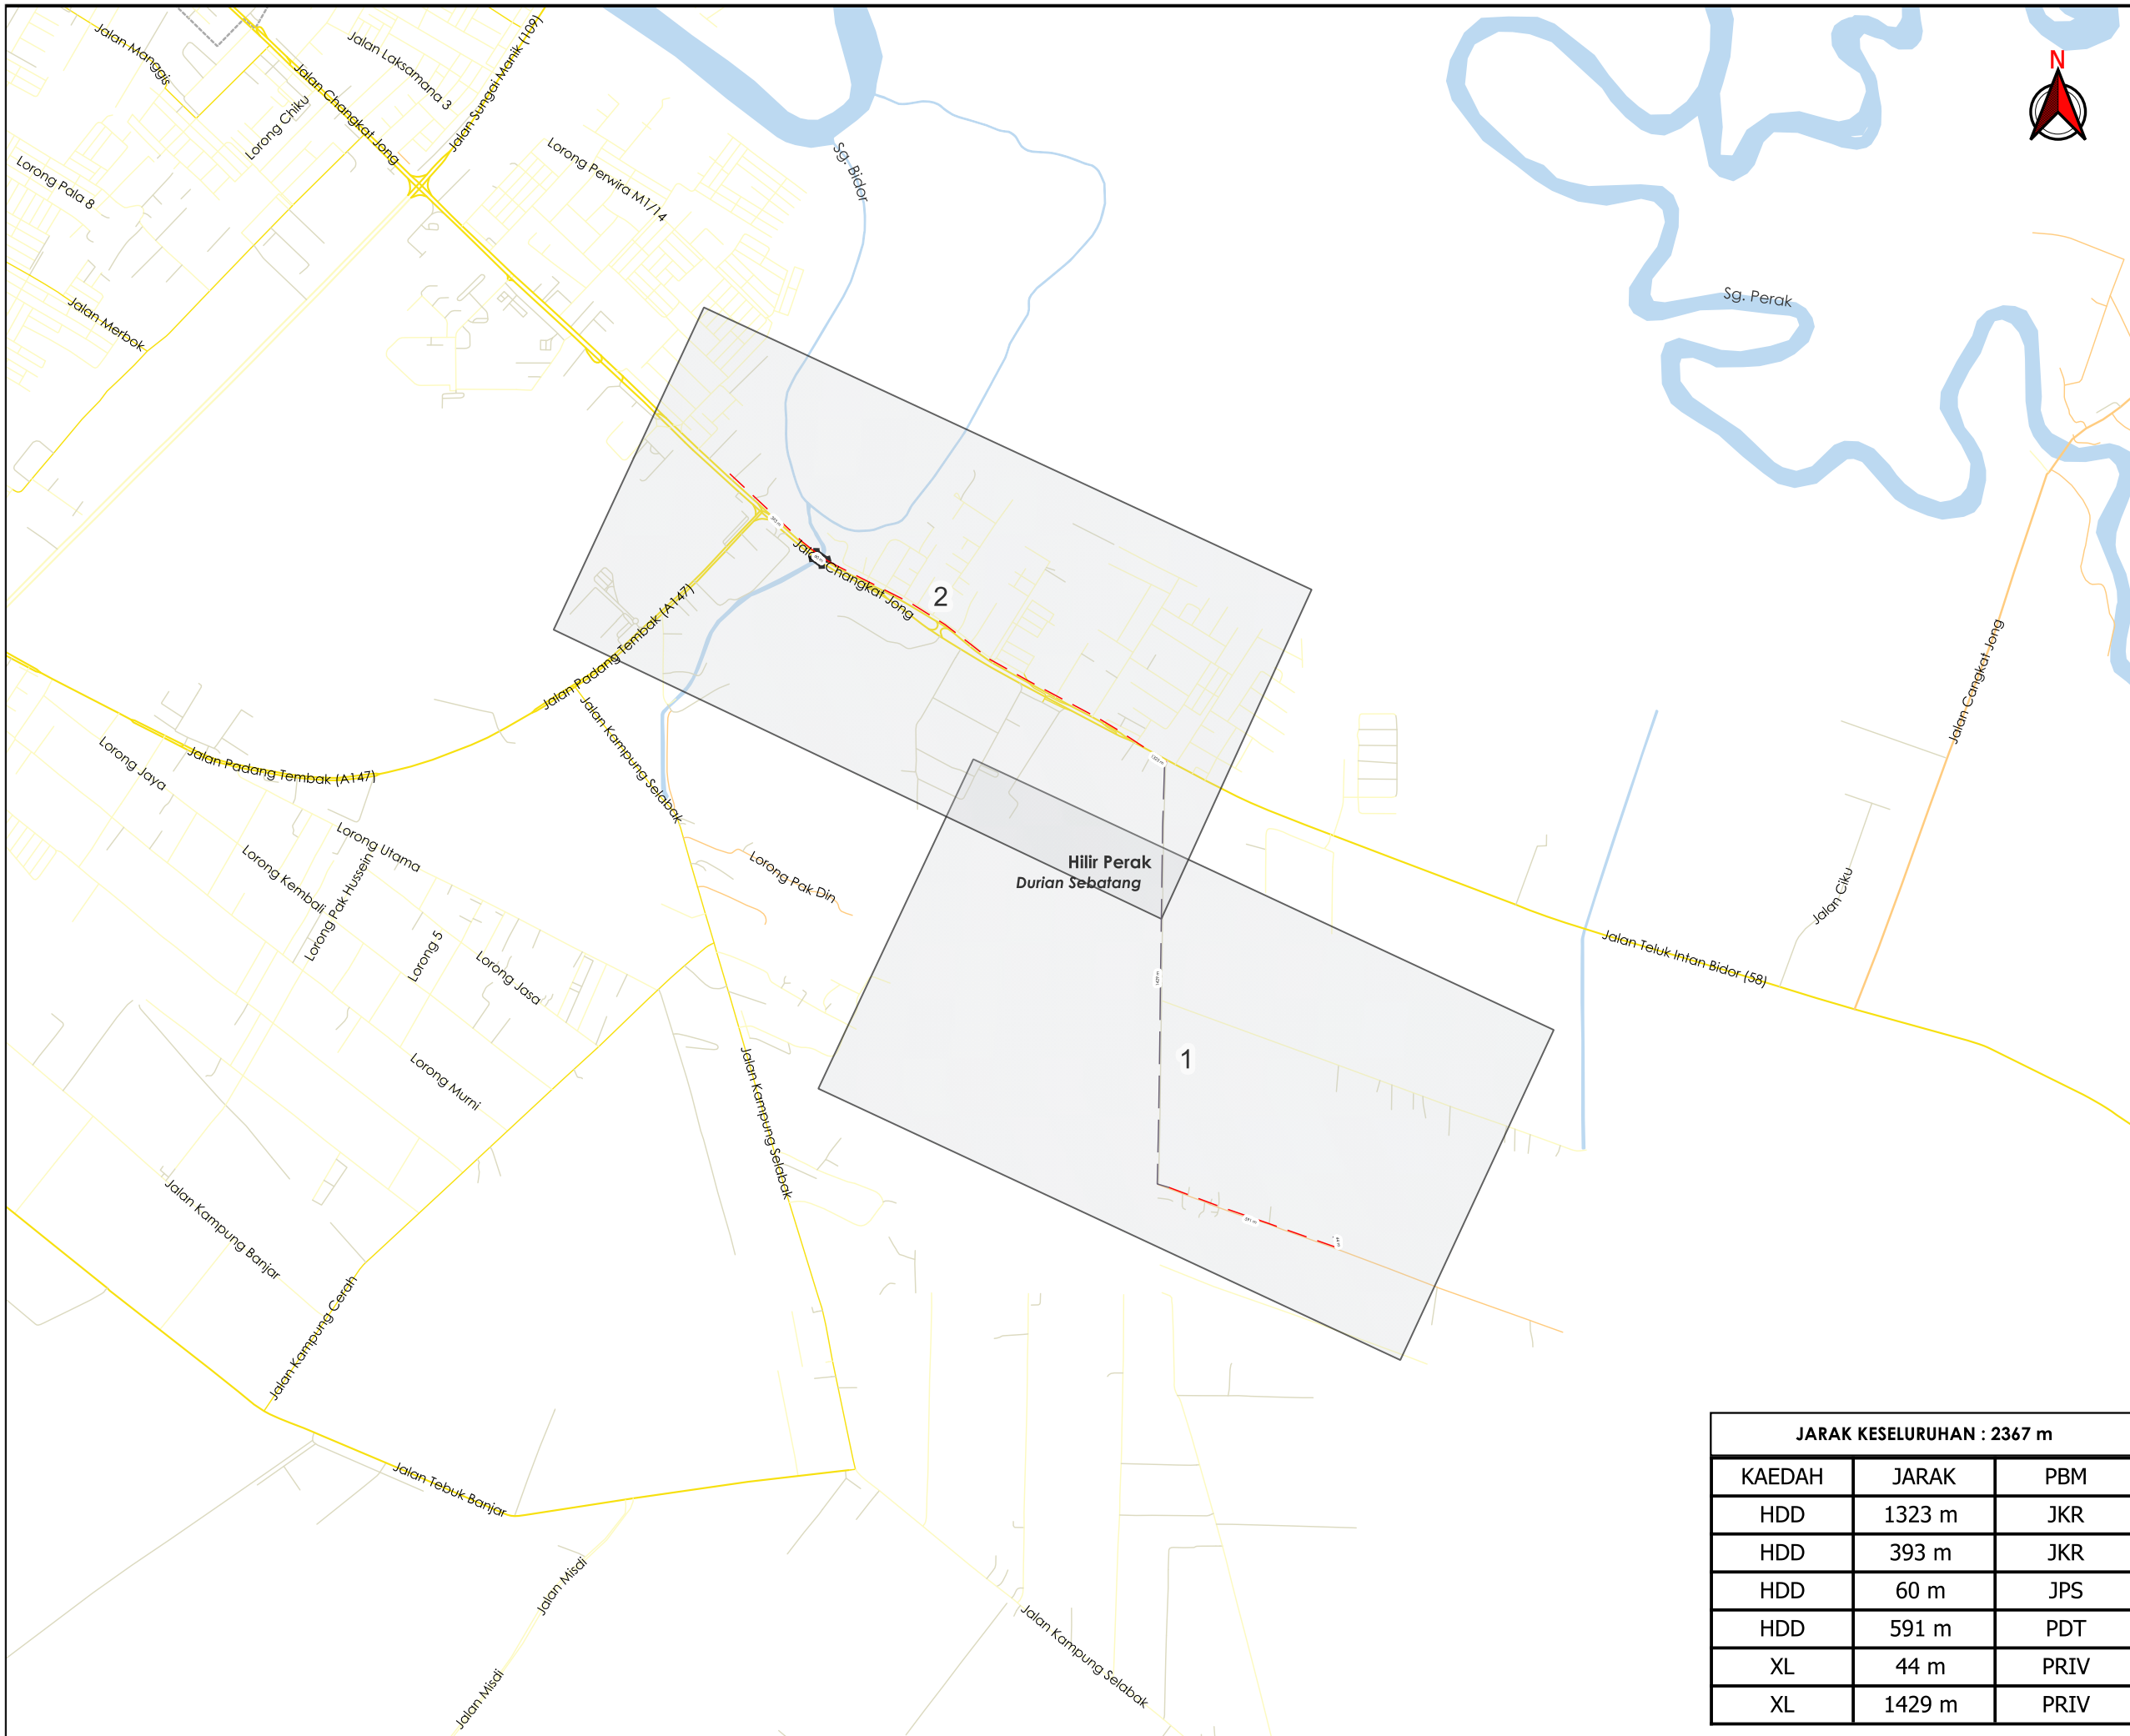 Jalan Manggis
Jalan Laksamana 3
Jalan Sungai Manik (109)
Jalan Changkat Jong
Lorong Chiku
Lorong Pala 8
Lorong Perwira M1/14
Sg. Bidor
N
Sg. Perak
Jalan Merbok
Jalan Changkat Jong
2
393 m
60 m
Jalan Padang Tembak (A147)
Jalan Cangkat Jong
Jalan Kampung Selabak
Jalan Padang Tembak (A147)
Lorong Jaya
1323 m
Lorong Utama
Lorong Kembali
Lorong Pak Hussein
Lorong Pak Din
Hilir Perak
Durian Sebatang
Jalan Ciku
Lorong 5
Lorong Jasa
Jalan Teluk Intan Bidor (58)
1429 m
Lorong Murni
Jalan Kampung Selabak
1
Jalan Kampung Banjar
591 m
44 m
Jalan Kampung Cerah
Jalan Tebuk Banjar
Jalan Misdi
Jalan Misdi
Jalan Kampung Selabak
JARAK KESELURUHAN : 2367 m
KAEDAH JARAK PBM
HDD 1323 m JKR
HDD 393 m JKR
HDD 60 m JPS
HDD 591 m PDT
XL 44 m PRIV
XL 1429 m PRIV